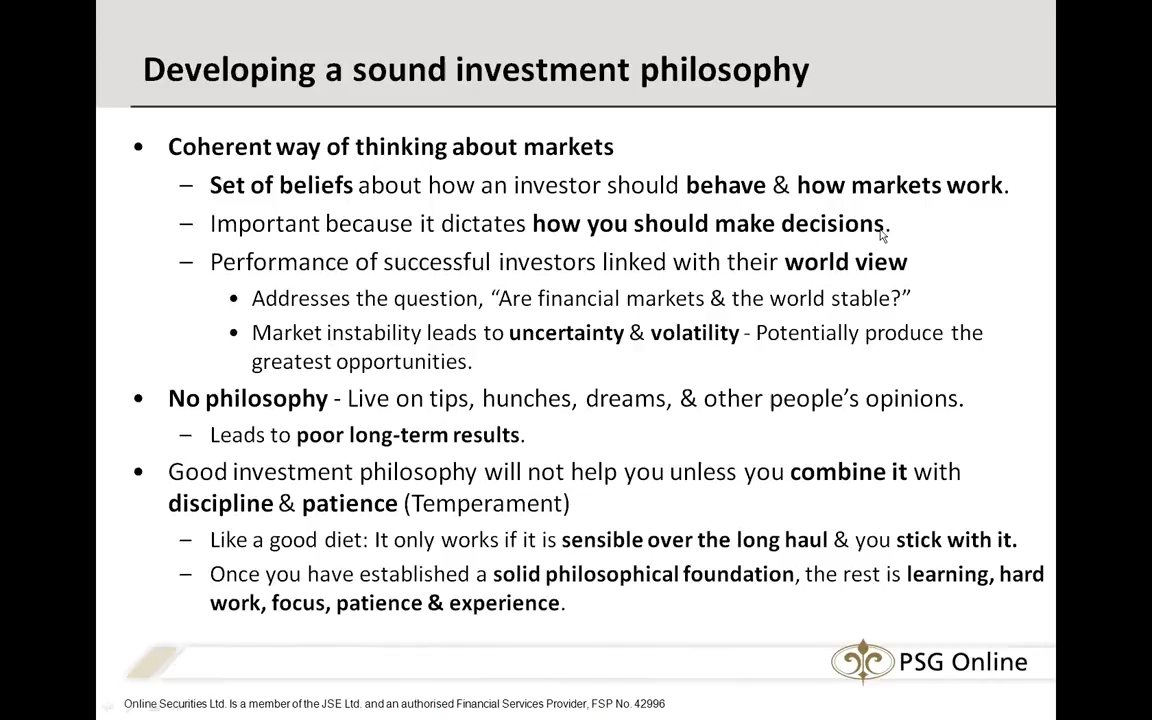 Developing a sound investment philosophy
• Coherent way of thinking about markets
– Set of beliefs about how an investor should behave & how markets work.
– Important because it dictates how you should make decisions.
– Performance of successful investors linked with their world view
• Addresses the question, “Are financial markets & the world stable?”
• Market instability leads to uncertainty & volatility - Potentially produce the
greatest opportunities.
• No philosophy - Live on tips, hunches, dreams, & other people’s opinions.
– Leads to poor long-term results.
• Good investment philosophy will not help you unless you combine it with
discipline & patience (Temperament)
– Like a good diet: It only works if it is sensible over the long haul & you stick with it.
– Once you have established a solid philosophical foundation, the rest is learning, hard
work, focus, patience & experience.
PSG Online
Online Securities Ltd. Is a member of the JSE Ltd. and an authorised Financial Services Provider, FSP No. 42996